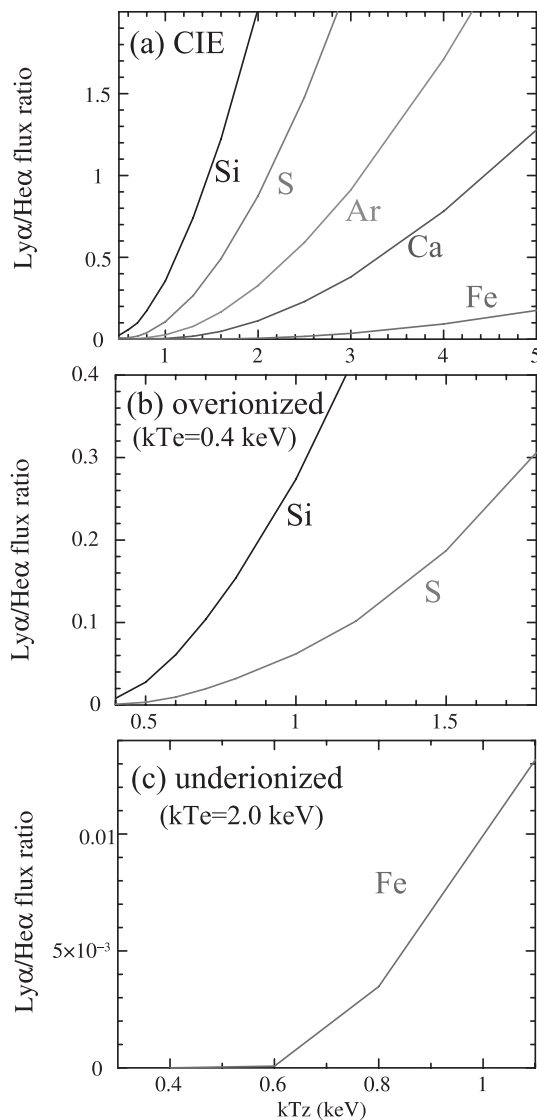 (a) CIE
Lyα/Heα flux ratio
1.5
1
0.5
0
Si
S
Ar
Ca
Fe
1 2 3 4 5
(b) overionized
(kTe=0.4 keV)
Lyα/Heα flux ratio
0.4
0.3
0.2
0.1
0
Si
S
0.5 1 1.5
(c) underionized
(kTe=2.0 keV)
Lyα/Heα flux ratio
0.01
5×10⁻³
0
Fe
0.4 0.6 0.8 1
kTz (keV)